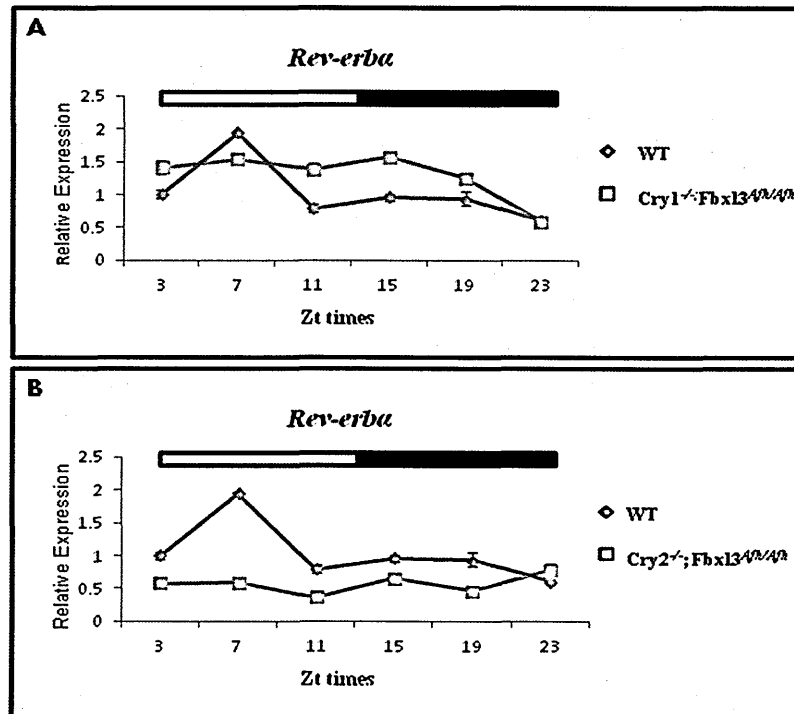 A
Rev-erbα
2.5
2
1.5
1
0.5
0
Relative Expression
3 7 11 15 19 23
Zt times
WT
Cry1-/-;Fbxl3Afh/Afh
B
Rev-erbα
2.5
2
1.5
1
0.5
0
Relative Expression
3 7 11 15 19 23
Zt times
WT
Cry2-/-;Fbxl3Afh/Afh